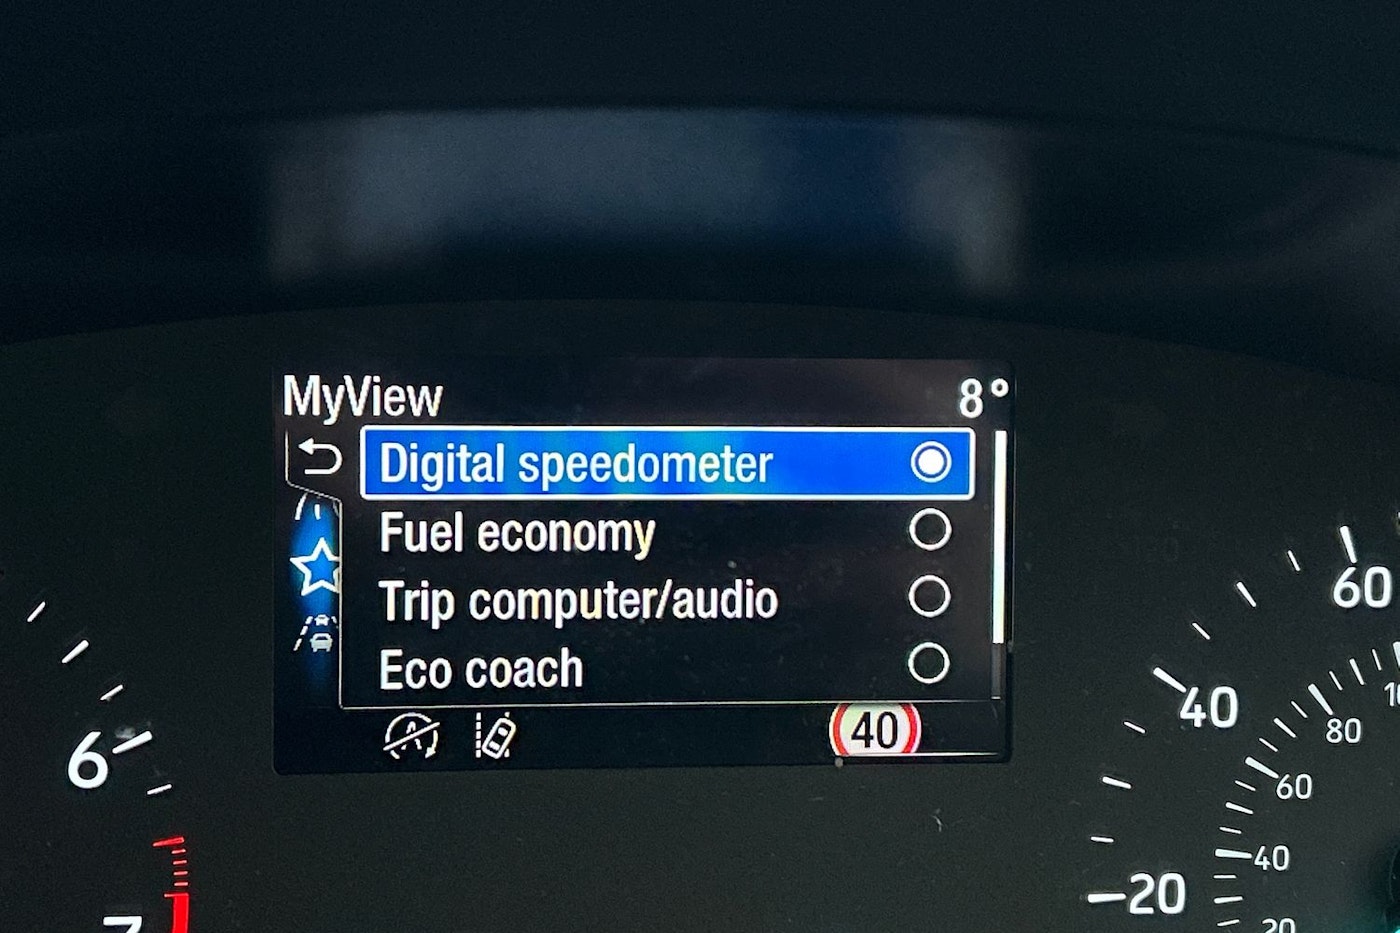 MyView 8°
Digital speedometer
Fuel economy
Trip computer/audio
Eco coach
40
6
7
60
40
20
80
60
40
20